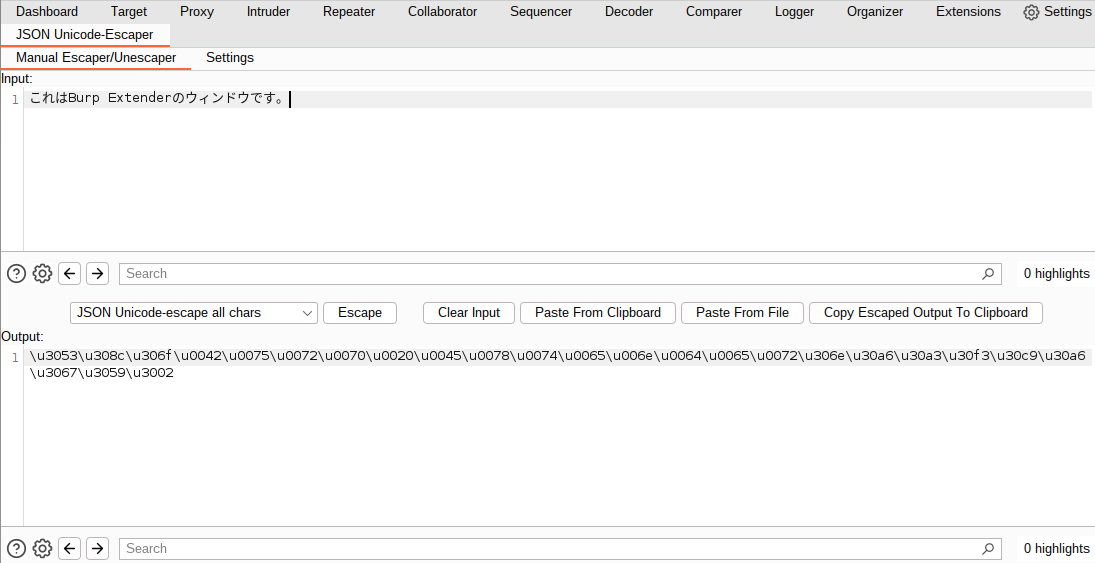 Dashboard Target Proxy Intruder Repeater Collaborator Sequencer Decoder Comparer Logger Organizer Extensions Settings
JSON Unicode-Escaper
Manual Escaper/Unescaper Settings
Input:
1 これはBurp Extenderのウィンドウです。
Search 0 highlights
JSON Unicode-escape all chars Escape Clear Input Paste From Clipboard Paste From File Copy Escaped Output To Clipboard
Output:
1 \u3053\u308c\u306f\u0042\u0075\u0072\u0070\u0020\u0045\u0078\u0074\u0065\u006e\u0064\u0065\u0072\u306e\u30a6\u30a3\u30f3\u30c9\u30a6
\u3067\u3059\u3002
Search 0 highlights